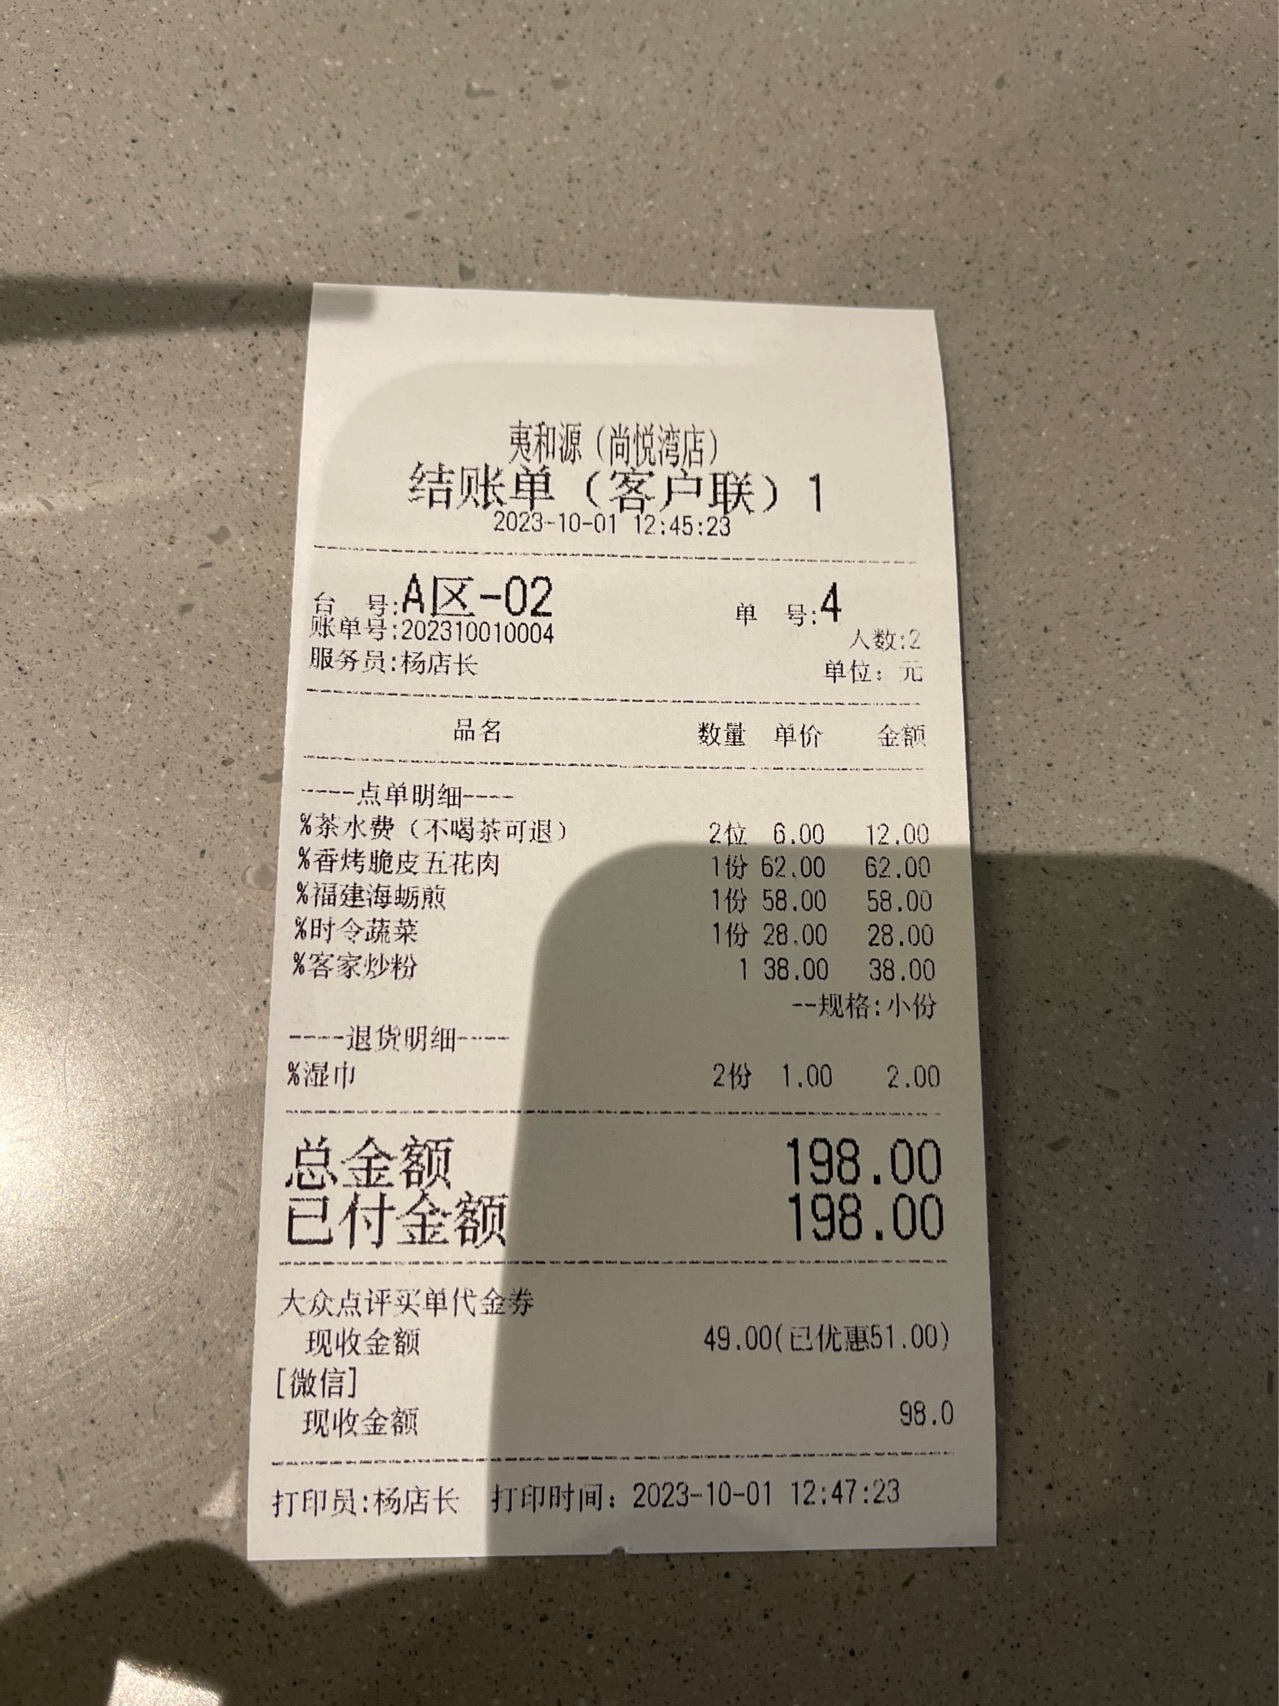 夷和源（尚悦湾店）
结账单（客户联）1
2023-10-01 12:45:23
台 号:A区-02 单 号:4
账单号:202310010004 人数:2
服务员:杨店长 单位：元
品名 数量 单价 金额
----点单明细----
%茶水费（不喝茶可退） 2位 6.00 12.00
%香烤脆皮五花肉 1份 62.00 62.00
%福建海蛎煎 1份 58.00 58.00
%时令蔬菜 1份 28.00 28.00
%客家炒粉 1 38.00 38.00
--规格:小份
----退货明细----
%湿巾 2份 1.00 2.00
总金额 198.00
已付金额 198.00
大众点评买单代金券
现收金额 49.00(已优惠51.00)
[微信]
现收金额 98.0
打印员:杨店长 打印时间：2023-10-01 12:47:23